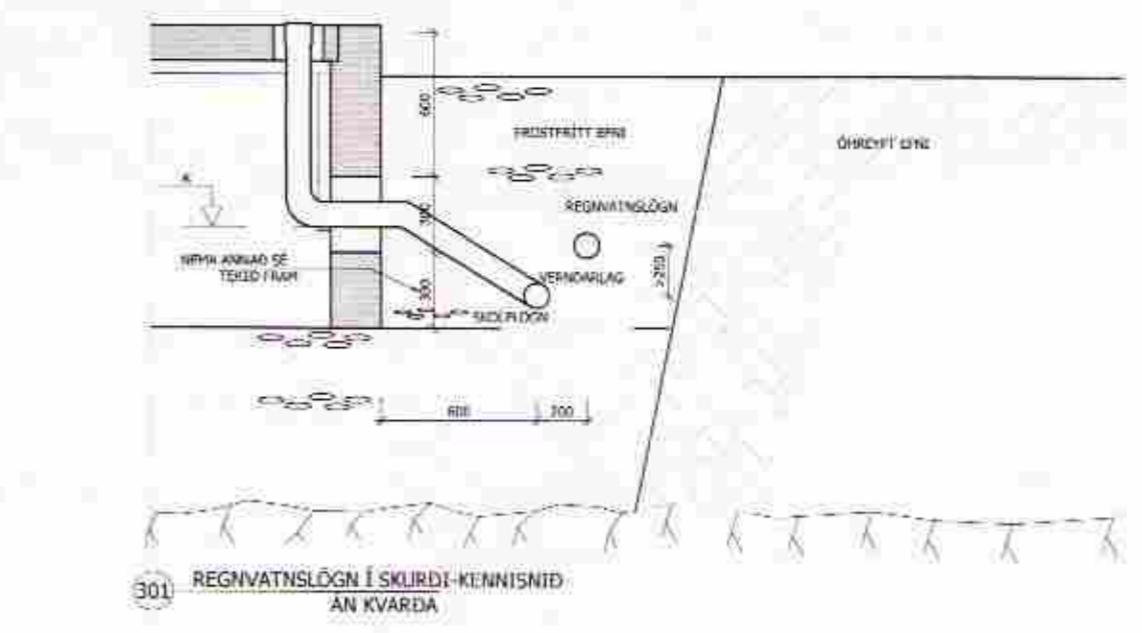 600
FROSTFRÍTT EFNI
ÓHREYFT EFNI
K
REGNVATNSLÖGN
300
NEMA ANNAÐ SÉ
TEKIÐ FRAM
VERNDARLAG
>250
300
SKÓLPLÖGN
600
200
301
REGNVATNSLÖGN Í SKURÐI-KENNISNIÐ
ÁN KVARÐA